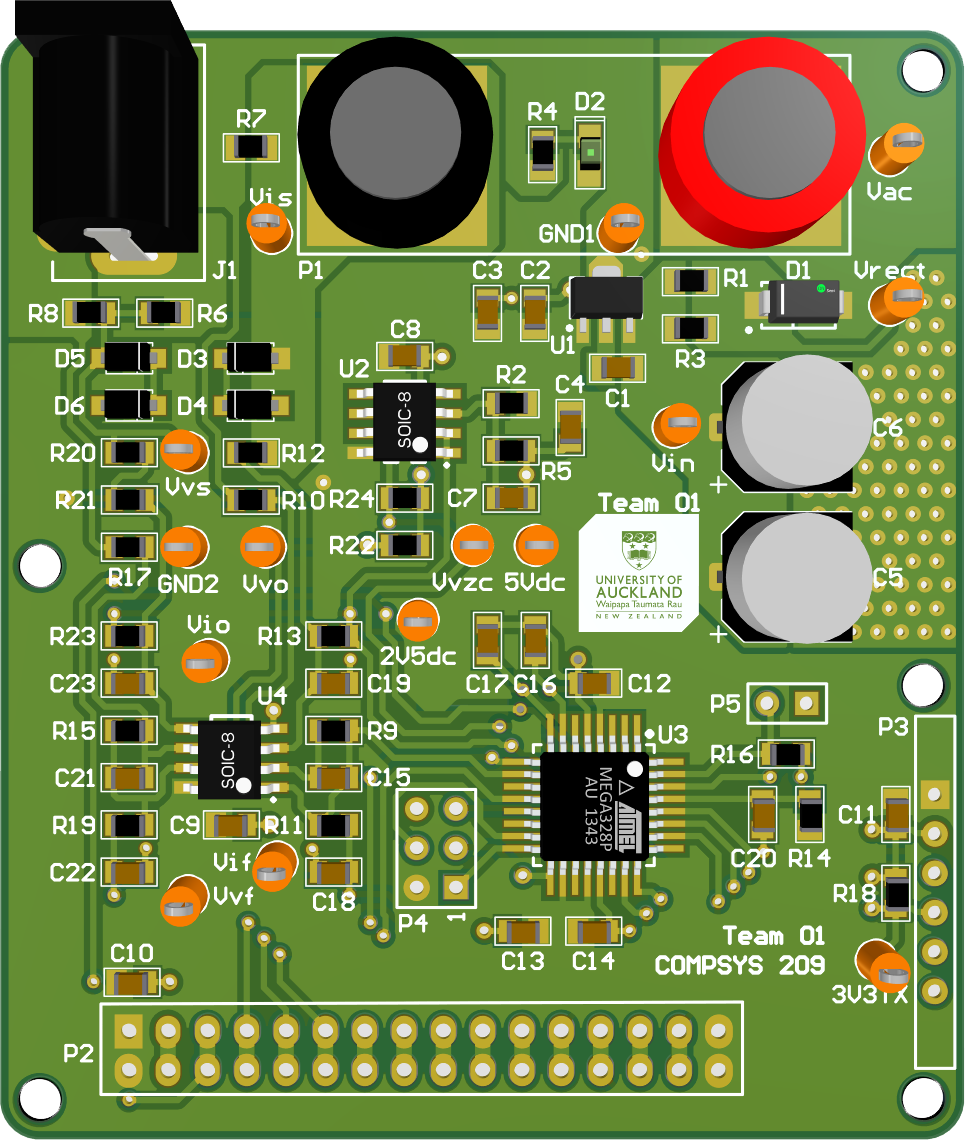 R7
R4
D2
Vis
Vac
GND1
J1
P1
C3
C2
R1
D1
Vrect
R8
R6
U1
R3
C8
D5
D3
U2
R2
C4
C1
D6
D4
SOIC-8
C6
R20
Vvs
R12
R5
Vin
+
R21
R10
R24
C7
Team 01
R22
R17
GND2
Vvo
Vvzc
5Vdc
UNIVERSITY OF
AUCKLAND
Waipapa Taumata Rau
NEW ZEALAND
C5
+
R23
Vio
R13
2V5dc
C23
U4
C19
C17
C16
C12
P5
P3
R15
SOIC-8
R9
U3
R16
C21
C15
ATMEL
MEGA328P
AU 1343
R19
C9
R11
C11
C20
R14
C22
Vif
Vvf
C18
P4
1
R18
C10
C13
C14
Team 01
COMPSYS 209
3V3TX
P2